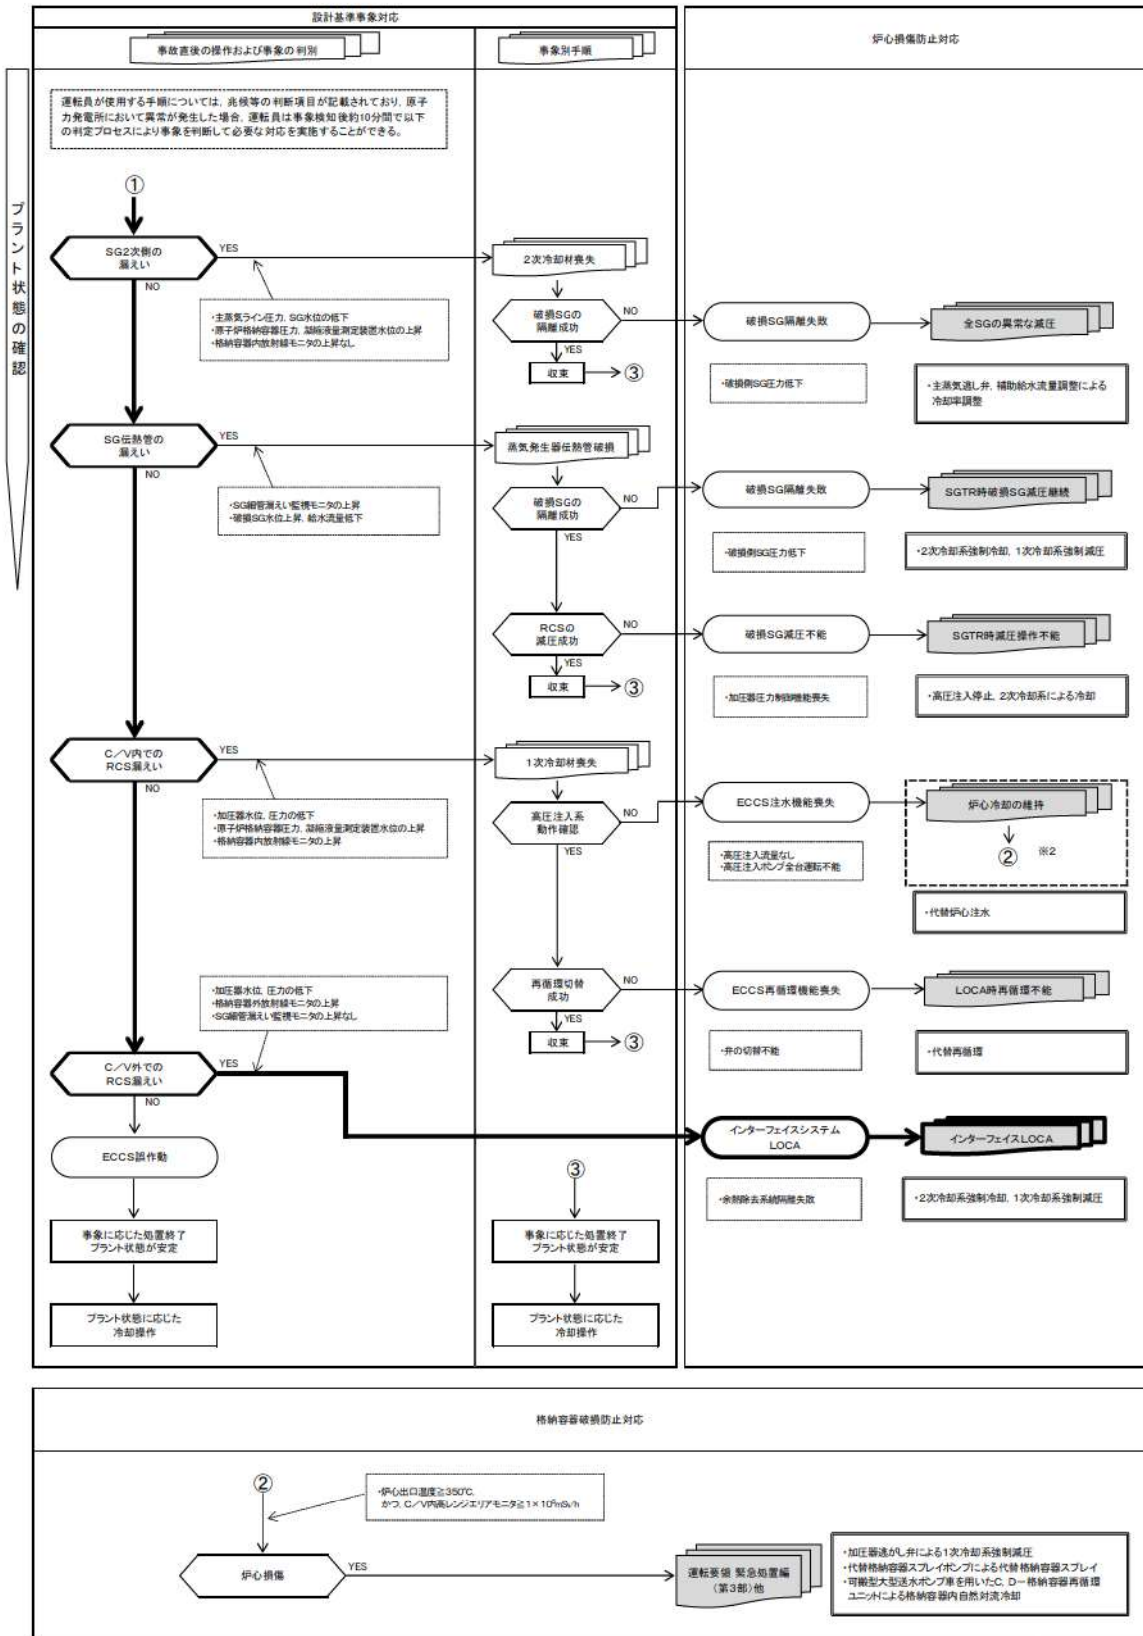 設計基準事象対応
事故直後の操作および事象の判別
事象別手順
炉心損傷防止対応
プラント状態の確認
運転員が使用する手順については，兆候等の判断項目が記載されており，原子
力発電所において異常が発生した場合，運転員は事象検知後約10分間で以下
の判定プロセスにより事象を判断して必要な対応を実施することができる。
①
SG2次側の
漏えい
YES
NO
・主蒸気ライン圧力，SG水位の低下
・原子炉格納容器圧力，凝縮液量測定装置水位の上昇
・格納容器内放射線モニタの上昇なし
2次冷却材喪失
破損SGの
隔離成功
NO
YES
収束
③
破損SG隔離失敗
・破損側SG圧力低下
全SGの異常な減圧
・主蒸気逃し弁，補助給水流量調整による
冷却率調整
SG伝熱管の
漏えい
YES
NO
・SG細管漏えい監視モニタの上昇
・破損SG水位上昇，給水流量低下
蒸気発生器伝熱管破損
破損SGの
隔離成功
NO
YES
破損SG隔離失敗
・破損側SG圧力低下
SGTR時破損SG減圧継続
・2次冷却系強制冷却，1次冷却系強制減圧
RCSの
減圧成功
NO
YES
収束
③
破損SG減圧不能
・加圧器圧力制御機能喪失
SGTR時減圧操作不能
・高圧注入停止，2次冷却系による冷却
C／V内での
RCS漏えい
YES
NO
・加圧器水位，圧力の低下
・原子炉格納容器圧力，凝縮液量測定装置水位の上昇
・格納容器内放射線モニタの上昇
1次冷却材喪失
高圧注入系
動作確認
NO
YES
ECCS注水機能喪失
・高圧注入流量なし
・高圧注入ポンプ全台運転不能
炉心冷却の維持
② ※2
・代替炉心注水
再循環切替
成功
NO
YES
収束
③
ECCS再循環機能喪失
・弁の切替不能
LOCA時再循環不能
・代替再循環
・加圧器水位，圧力の低下
・格納容器外放射線モニタの上昇
・SG細管漏えい監視モニタの上昇なし
C／V外での
RCS漏えい
YES
NO
インターフェイスシステム
LOCA
・余熱除去系統隔離失敗
インターフェイスLOCA
・2次冷却系強制冷却，1次冷却系強制減圧
ECCS誤作動
事象に応じた処置終了
プラント状態が安定
プラント状態に応じた
冷却操作
③
事象に応じた処置終了
プラント状態が安定
プラント状態に応じた
冷却操作
格納容器破損防止対応
②
・炉心出口温度≧350℃，
かつ，C／V内高レンジエリアモニタ≧1×10⁵mSv/h
炉心損傷
YES
運転要領 緊急処置編
（第3部）他
・加圧器逃がし弁による1次冷却系強制減圧
・代替格納容器スプレイポンプによる代替格納容器スプレイ
・可搬型大型送水ポンプ車を用いたC，D－格納容器再循環
ユニットによる格納容器内自然対流冷却